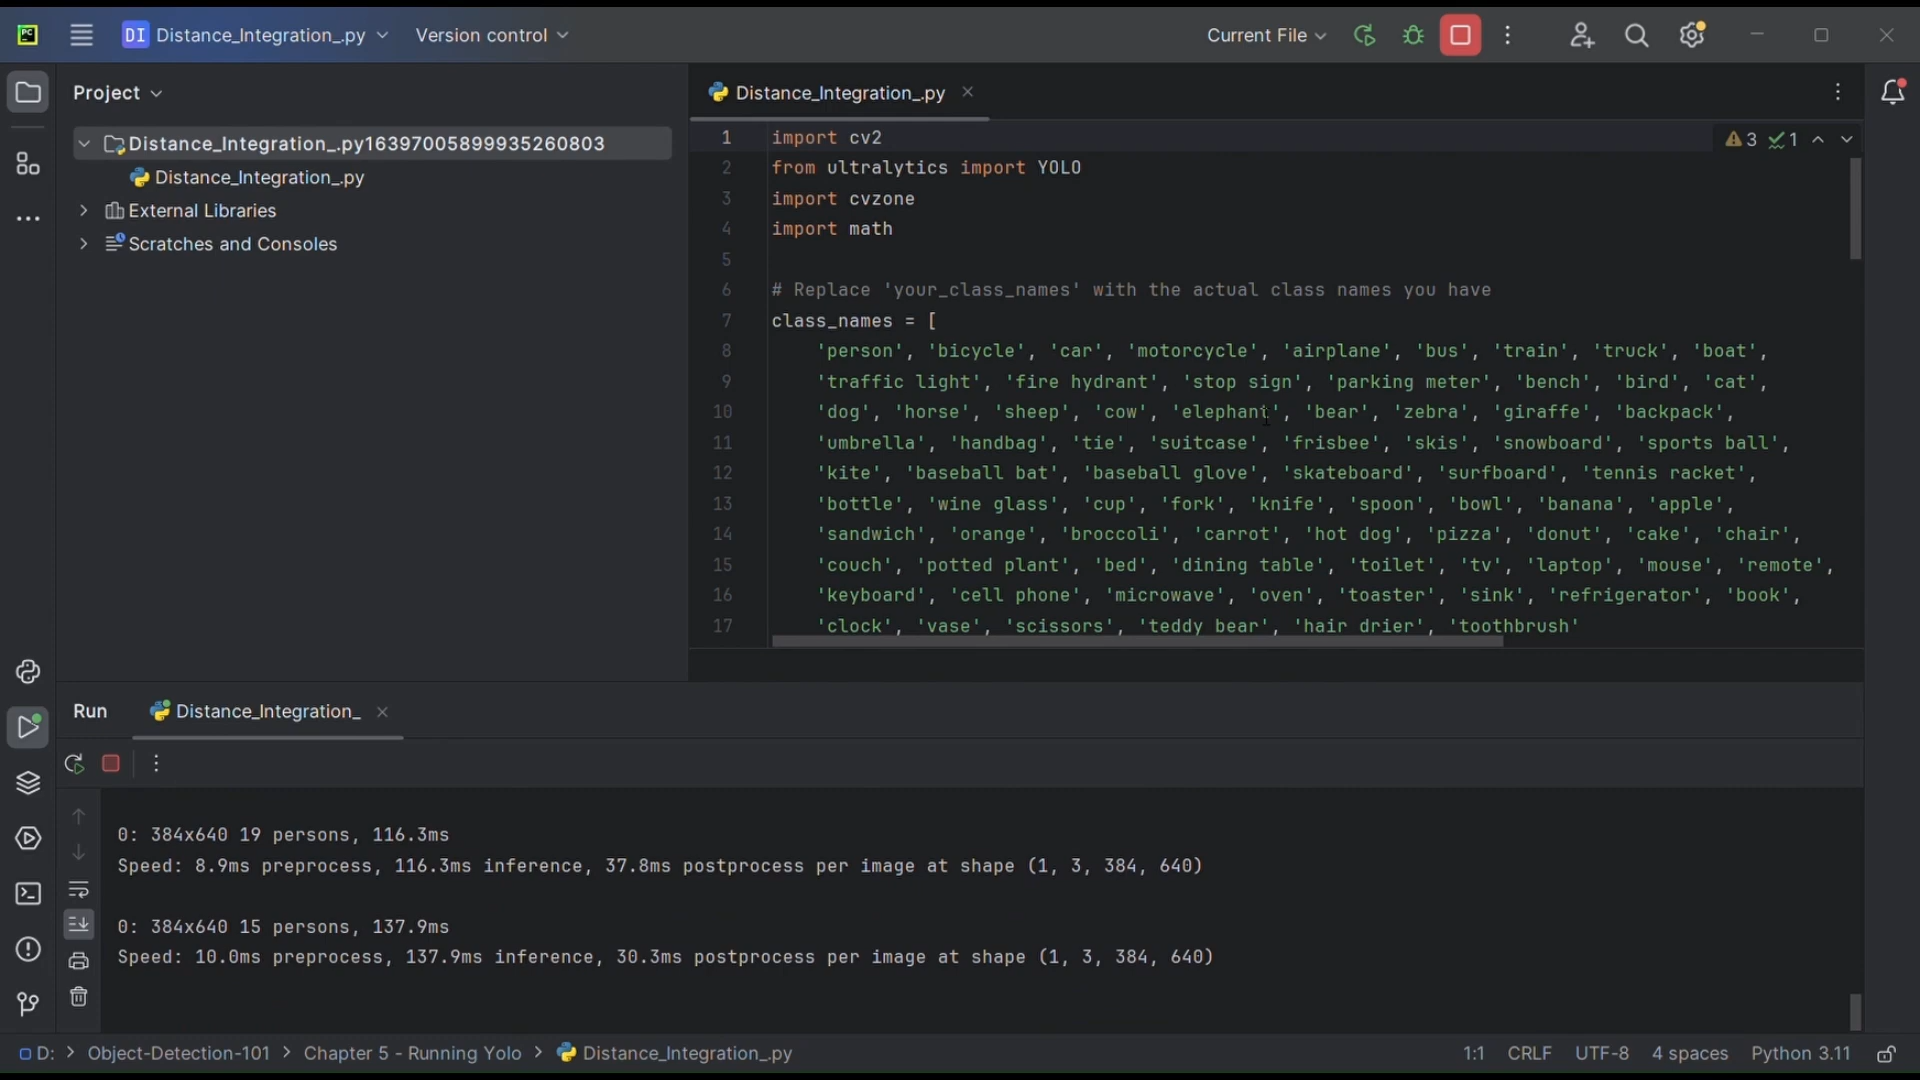 PC
DI Distance_Integration_.py
Version control
Current File
Project
Distance_Integration_.py16397005899935260803
Distance_Integration_.py
External Libraries
Scratches and Consoles
Distance_Integration_.py
3 1
1 import cv2
2 from ultralytics import YOLO
3 import cvzone
4 import math
5
6 # Replace 'your_class_names' with the actual class names you have
7 class_names = [
8 'person', 'bicycle', 'car', 'motorcycle', 'airplane', 'bus', 'train', 'truck', 'boat',
9 'traffic light', 'fire hydrant', 'stop sign', 'parking meter', 'bench', 'bird', 'cat',
10 'dog', 'horse', 'sheep', 'cow', 'elephant', 'bear', 'zebra', 'giraffe', 'backpack',
11 'umbrella', 'handbag', 'tie', 'suitcase', 'frisbee', 'skis', 'snowboard', 'sports ball',
12 'kite', 'baseball bat', 'baseball glove', 'skateboard', 'surfboard', 'tennis racket',
13 'bottle', 'wine glass', 'cup', 'fork', 'knife', 'spoon', 'bowl', 'banana', 'apple',
14 'sandwich', 'orange', 'broccoli', 'carrot', 'hot dog', 'pizza', 'donut', 'cake', 'chair',
15 'couch', 'potted plant', 'bed', 'dining table', 'toilet', 'tv', 'laptop', 'mouse', 'remote',
16 'keyboard', 'cell phone', 'microwave', 'oven', 'toaster', 'sink', 'refrigerator', 'book',
17 'clock', 'vase', 'scissors', 'teddy bear', 'hair drier', 'toothbrush'
Run
Distance_Integration_
0: 384x640 19 persons, 116.3ms
Speed: 8.9ms preprocess, 116.3ms inference, 37.8ms postprocess per image at shape (1, 3, 384, 640)
0: 384x640 15 persons, 137.9ms
Speed: 10.0ms preprocess, 137.9ms inference, 30.3ms postprocess per image at shape (1, 3, 384, 640)
D: > Object-Detection-101 > Chapter 5 - Running Yolo > Distance_Integration_.py
1:1 CRLF UTF-8 4 spaces Python 3.11